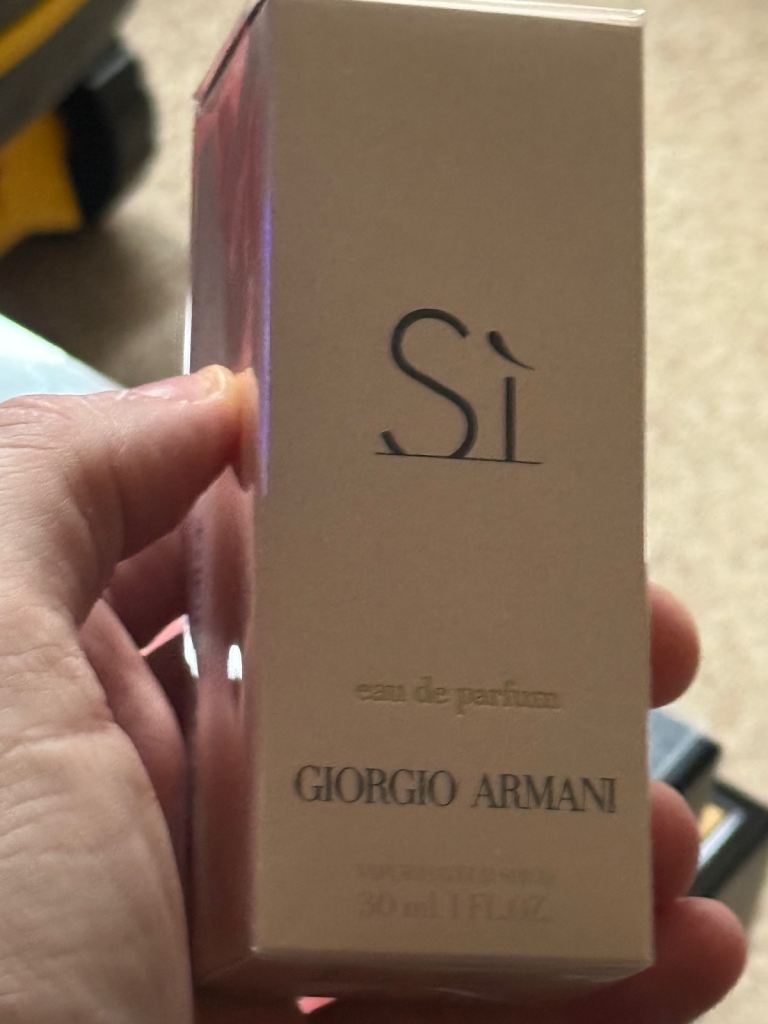 Sì
eau de parfum
GIORGIO ARMANI
30 ml 1 FL.OZ